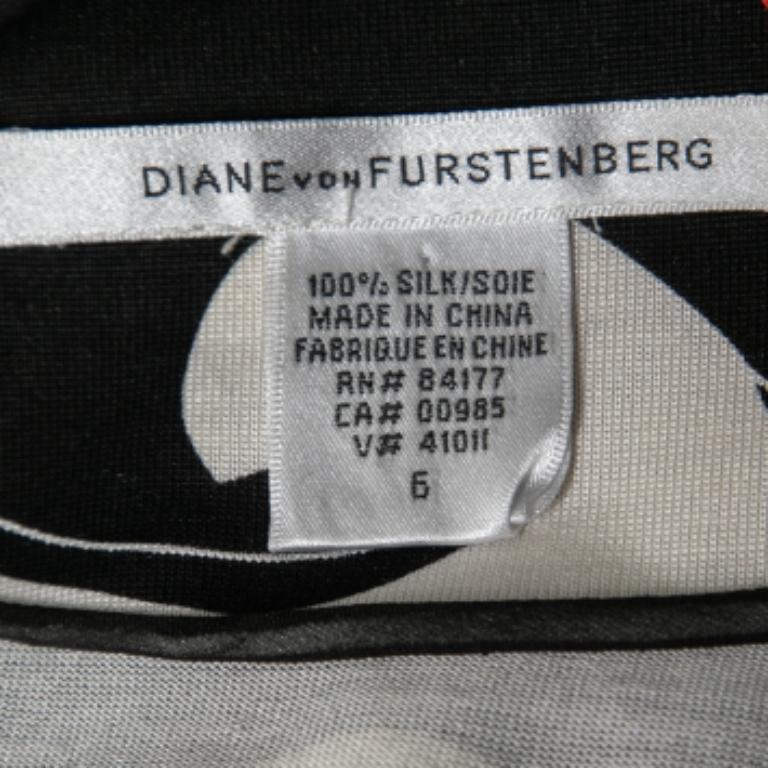 DIANE VON FURSTENBERG
100% SILK/SOIE
MADE IN CHINA
FABRIQUE EN CHINE
RN# 84177
CA# 00985
V# 41011
6